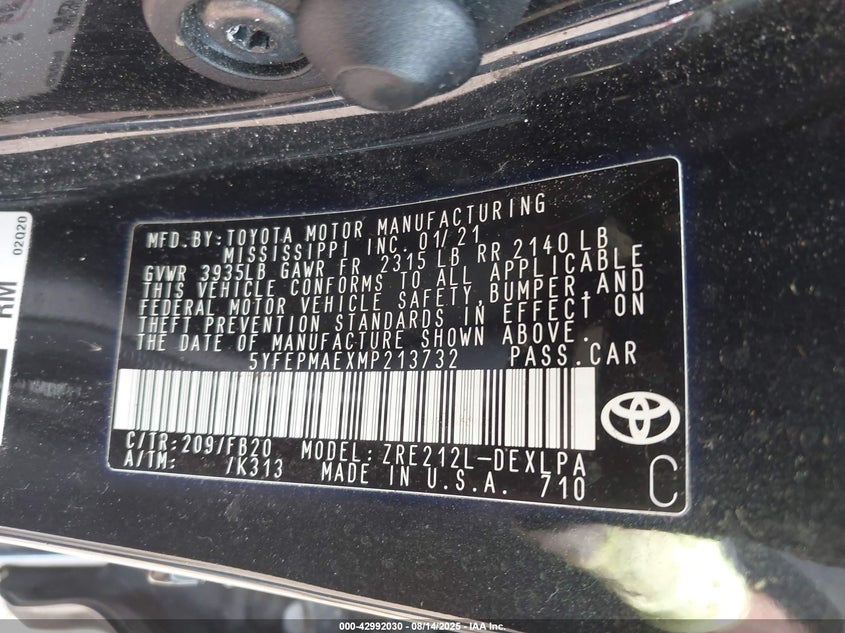 MFD.BY:TOYOTA MOTOR MANUFACTURING
MISSISSIPPI INC. 01/21
GVWR 3935LB GAWR FR 2315 LB RR 2140 LB
THIS VEHICLE CONFORMS TO ALL APPLICABLE
FEDERAL MOTOR VEHICLE SAFETY,BUMPER,AND
THEFT PREVENTION STANDARDS IN EFFECT ON
THE DATE OF MANUFACTURE SHOWN ABOVE.
5YFEPMAEXMP213732 PASS.CAR
C/TR:209/FB20 MODEL:ZRE212L-DEXLPA
A/TM: /K313 MADE IN U.S.A. 710
C
RM
02020
000-42992030 - 08/14/2025 - IAA Inc.